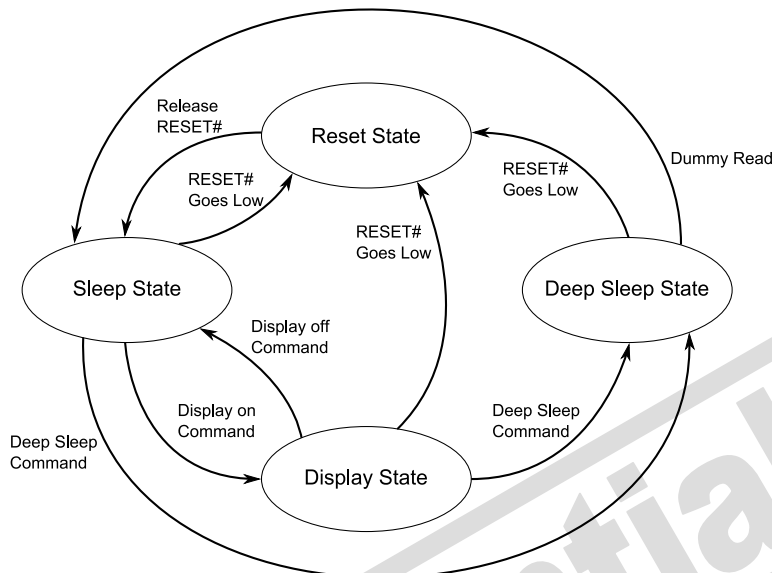 Release
RESET#
Reset State
RESET#
Goes Low
RESET#
Goes Low
Dummy Read
RESET#
Goes Low
Sleep State
Deep Sleep State
Display off
Command
Display on
Command
Deep Sleep
Command
Deep Sleep
Command
Display State